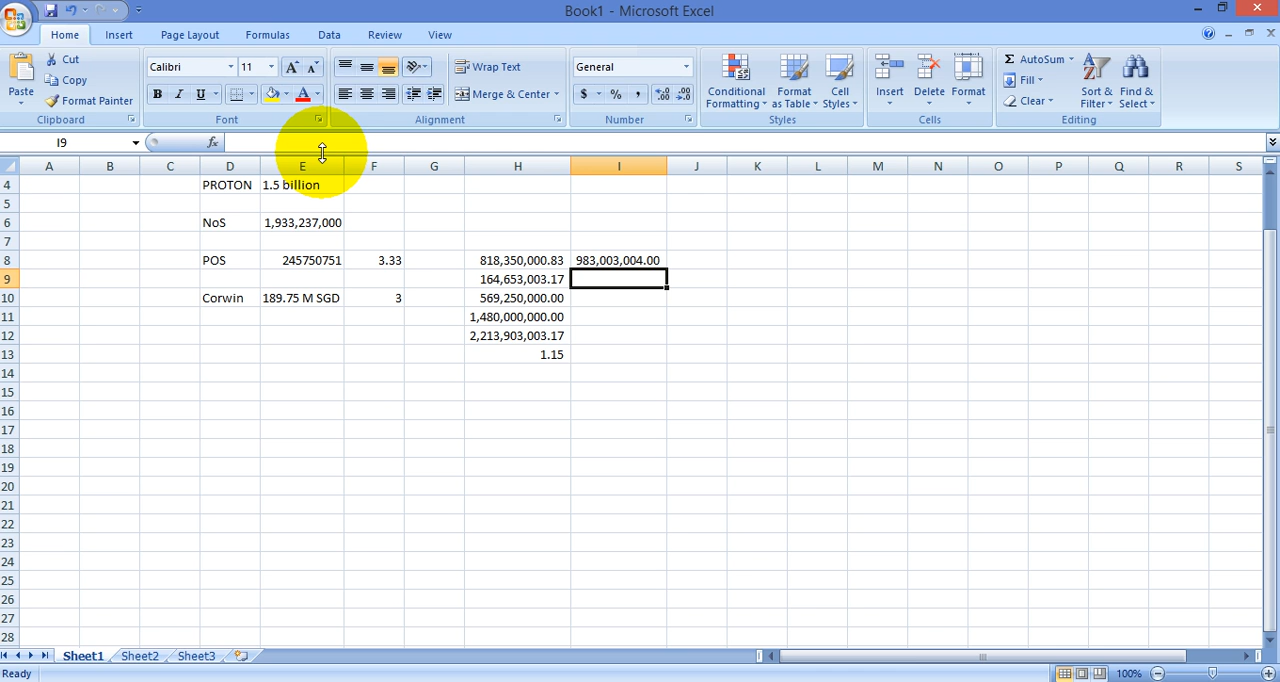 Book1 - Microsoft Excel
Home Insert Page Layout Formulas Data Review View
Paste
Cut
Copy
Format Painter
Clipboard
Calibri 11
B I U
Font
Wrap Text
Merge & Center
Alignment
General
$ % ,
Number
Conditional Formatting
Format as Table
Cell Styles
Styles
Insert
Delete
Format
Cells
Σ AutoSum
Fill
Clear
Sort & Filter
Find & Select
Editing
I9 fx
A B C D E F G H I J K L M N O P Q R S
4 PROTON 1.5 billion
5
6 NoS 1,933,237,000
7
8 POS 245750751 3.33 818,350,000.83 983,003,004.00
9 164,653,003.17
10 Corwin 189.75 M SGD 3 569,250,000.00
11 1,480,000,000.00
12 2,213,903,003.17
13 1.15
14
15
16
17
18
19
20
21
22
23
24
25
26
27
28
Sheet1 Sheet2 Sheet3
Ready 100%